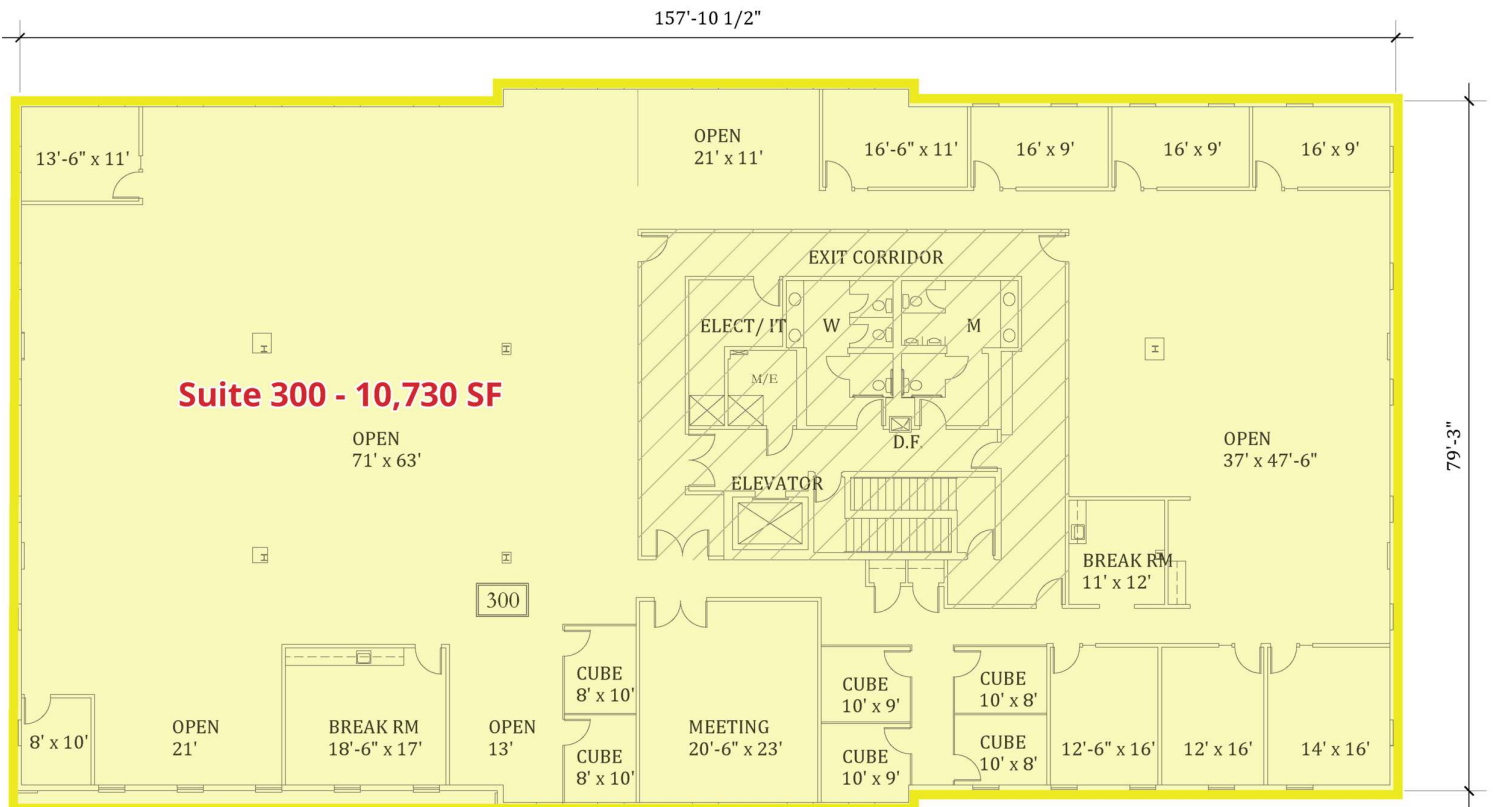 157'-10 1/2"
13'-6" x 11'
OPEN
21' x 11'
16'-6" x 11'
16' x 9'
16' x 9'
16' x 9'
EXIT CORRIDOR
ELECT/ IT
W
M
M/E
H
H
H
Suite 300 - 10,730 SF
OPEN
71' x 63'
D.F.
OPEN
37' x 47'-6"
79'-3"
ELEVATOR
H
H
BREAK RM
11' x 12'
300
CUBE
8' x 10'
CUBE
10' x 9'
CUBE
10' x 8'
8' x 10'
OPEN
21'
BREAK RM
18'-6" x 17'
OPEN
13'
CUBE
8' x 10'
MEETING
20'-6" x 23'
CUBE
10' x 9'
CUBE
10' x 8'
12'-6" x 16'
12' x 16'
14' x 16'